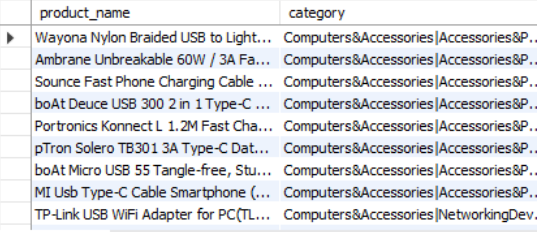 product_name category
Wayona Nylon Braided USB to Light... Computers&Accessories|Accessories&P...
Ambrane Unbreakable 60W / 3A Fa... Computers&Accessories|Accessories&P...
Sounce Fast Phone Charging Cable ... Computers&Accessories|Accessories&P...
boAt Deuce USB 300 2 in 1 Type-C ... Computers&Accessories|Accessories&P...
Portronics Konnect L 1.2M Fast Cha... Computers&Accessories|Accessories&P...
pTron Solero TB301 3A Type-C Dat... Computers&Accessories|Accessories&P...
boAt Micro USB 55 Tangle-free, Stu... Computers&Accessories|Accessories&P...
MI Usb Type-C Cable Smartphone (... Computers&Accessories|Accessories&P...
TP-Link USB WiFi Adapter for PC(TL... Computers&Accessories|NetworkingDev...